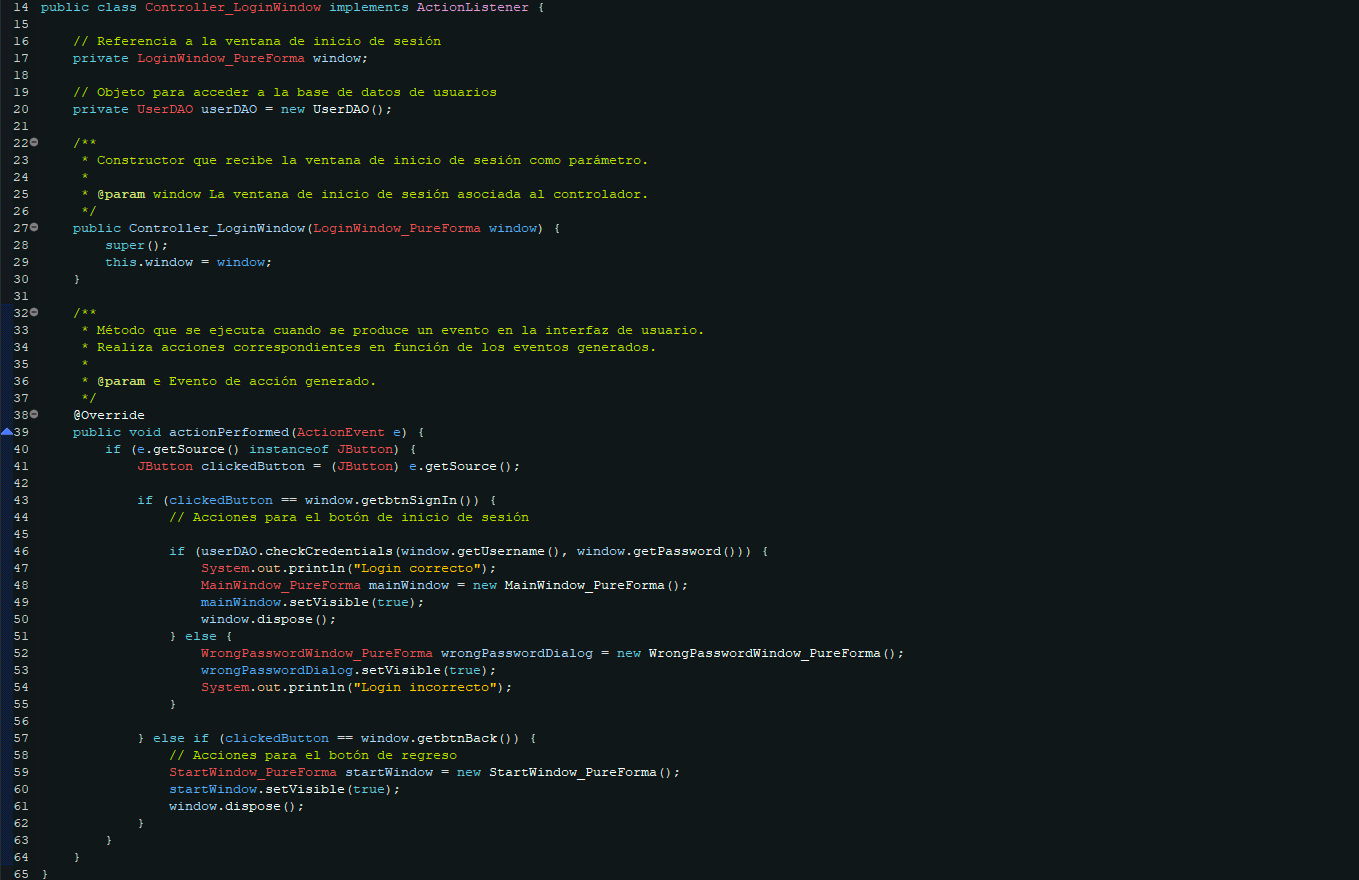 14 public class Controller_LoginWindow implements ActionListener {
15
16     // Referencia a la ventana de inicio de sesión
17     private LoginWindow_PureForma window;
18
19     // Objeto para acceder a la base de datos de usuarios
20     private UserDAO userDAO = new UserDAO();
21
22     /**
23      * Constructor que recibe la ventana de inicio de sesión como parámetro.
24      *
25      * @param window La ventana de inicio de sesión asociada al controlador.
26      */
27     public Controller_LoginWindow(LoginWindow_PureForma window) {
28         super();
29         this.window = window;
30     }
31
32     /**
33      * Método que se ejecuta cuando se produce un evento en la interfaz de usuario.
34      * Realiza acciones correspondientes en función de los eventos generados.
35      *
36      * @param e Evento de acción generado.
37      */
38     @Override
39     public void actionPerformed(ActionEvent e) {
40         if (e.getSource() instanceof JButton) {
41             JButton clickedButton = (JButton) e.getSource();
42
43             if (clickedButton == window.getbtnSignIn()) {
44                 // Acciones para el botón de inicio de sesión
45
46                 if (userDAO.checkCredentials(window.getUsername(), window.getPassword())) {
47                     System.out.println("Login correcto");
48                     MainWindow_PureForma mainWindow = new MainWindow_PureForma();
49                     mainWindow.setVisible(true);
50                     window.dispose();
51                 } else {
52                     WrongPasswordWindow_PureForma wrongPasswordDialog = new WrongPasswordWindow_PureForma();
53                     wrongPasswordDialog.setVisible(true);
54                     System.out.println("Login incorrecto");
55                 }
56
57             } else if (clickedButton == window.getbtnBack()) {
58                 // Acciones para el botón de regreso
59                 StartWindow_PureForma startWindow = new StartWindow_PureForma();
60                 startWindow.setVisible(true);
61                 window.dispose();
62             }
63         }
64     }
65 }